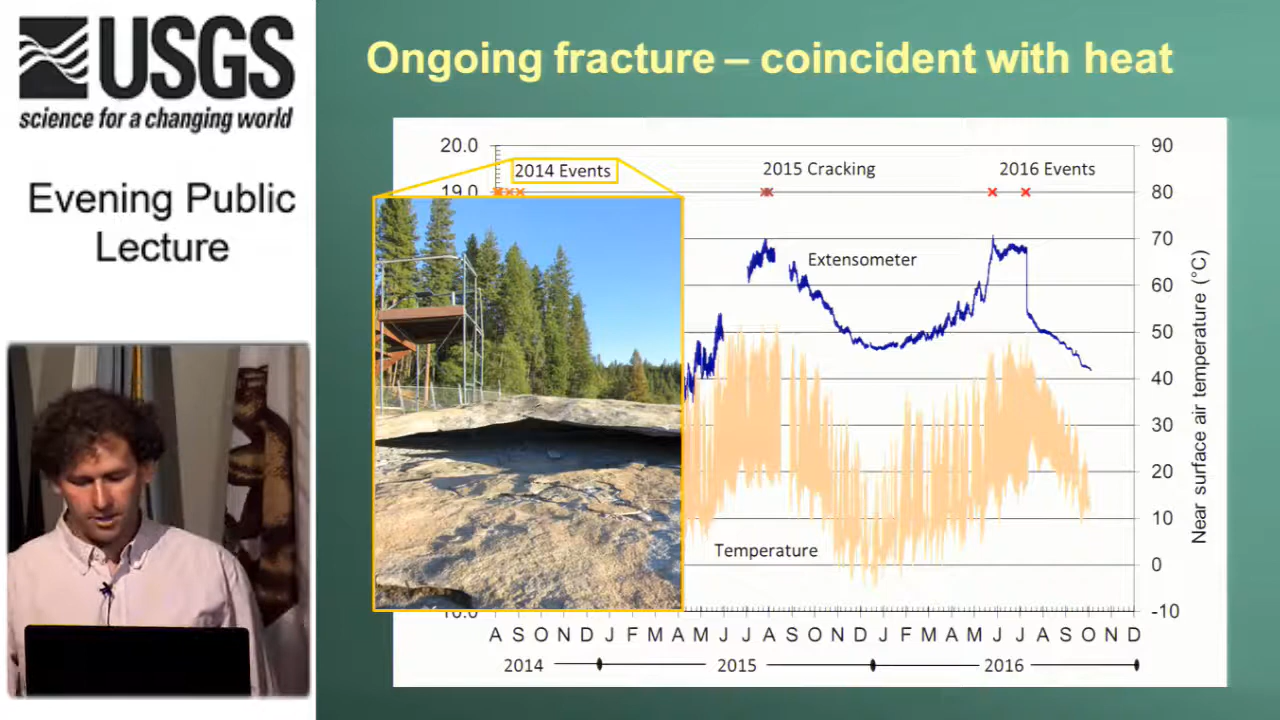 USGS
science for a changing world
Evening Public
Lecture
Ongoing fracture – coincident with heat
20.0
90
2014 Events
2015 Cracking
2016 Events
19.0
80
70
Extensometer
60
50
40
30
20
10
Temperature
0
-10
Near surface air temperature (°C)
A S O N D J F M A M J J A S O N D J F M A M J J A S O N D
2014
2015
2016